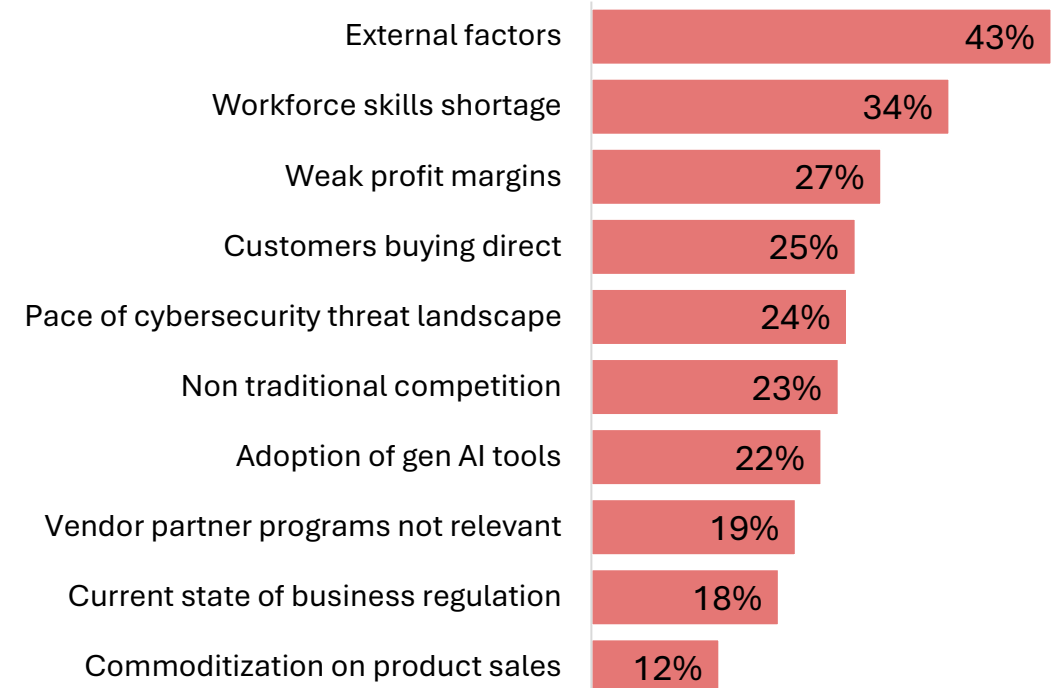 External factors 43%
Workforce skills shortage 34%
Weak profit margins 27%
Customers buying direct 25%
Pace of cybersecurity threat landscape 24%
Non traditional competition 23%
Adoption of gen AI tools 22%
Vendor partner programs not relevant 19%
Current state of business regulation 18%
Commoditization on product sales 12%